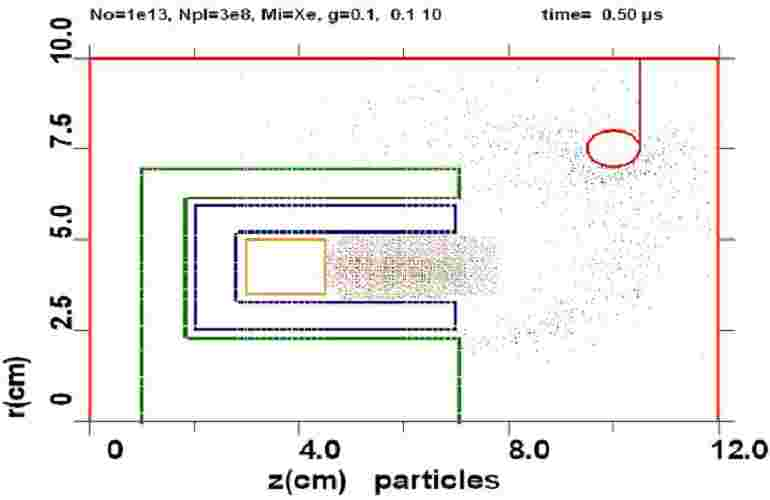 No=1e13, Npl=3e8, Mi=Xe, g=0.1, 0.1 10 time= 0.50 µs
10.0
7.5
5.0
2.5
0
r(cm)
0 4.0 8.0 12.0
z(cm) particles